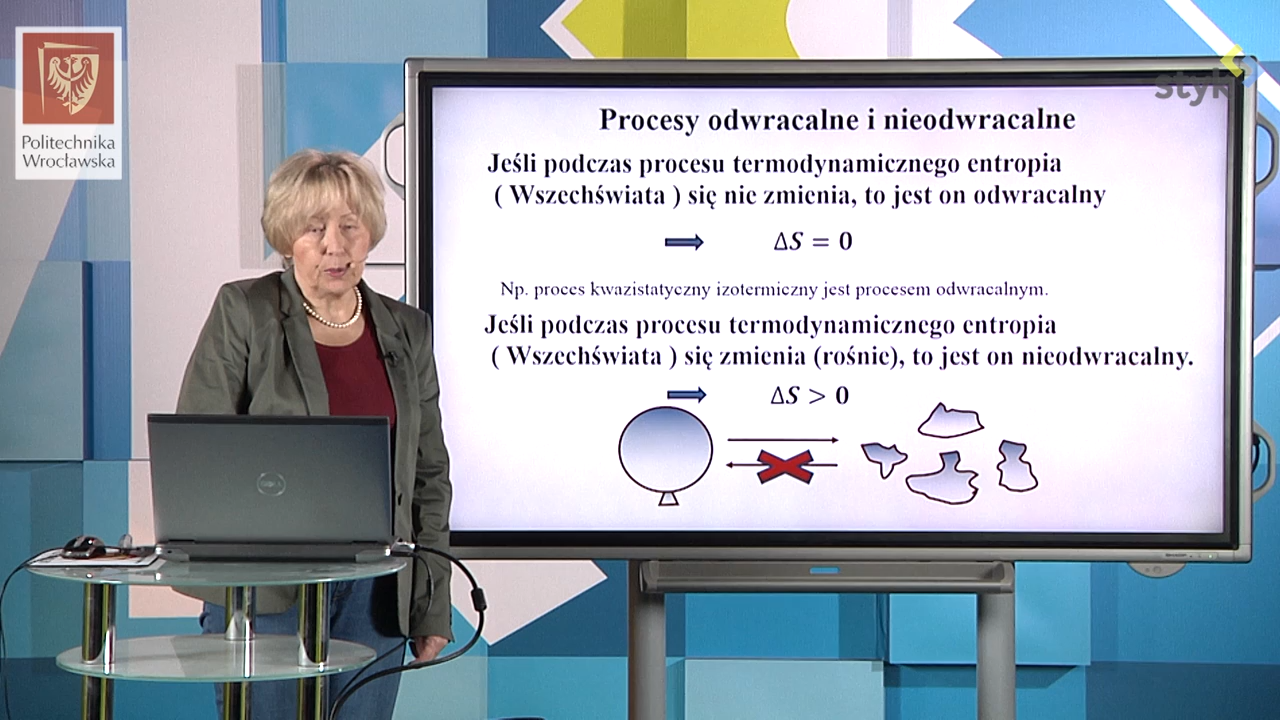 Politechnika
Wrocławska
styk
Procesy odwracalne i nieodwracalne
Jeśli podczas procesu termodynamicznego entropia
( Wszechświata ) się nie zmienia, to jest on odwracalny
ΔS = 0
Np. proces kwazistatyczny izotermiczny jest procesem odwracalnym.
Jeśli podczas procesu termodynamicznego entropia
( Wszechświata ) się zmienia (rośnie), to jest on nieodwracalny.
ΔS > 0
DELL